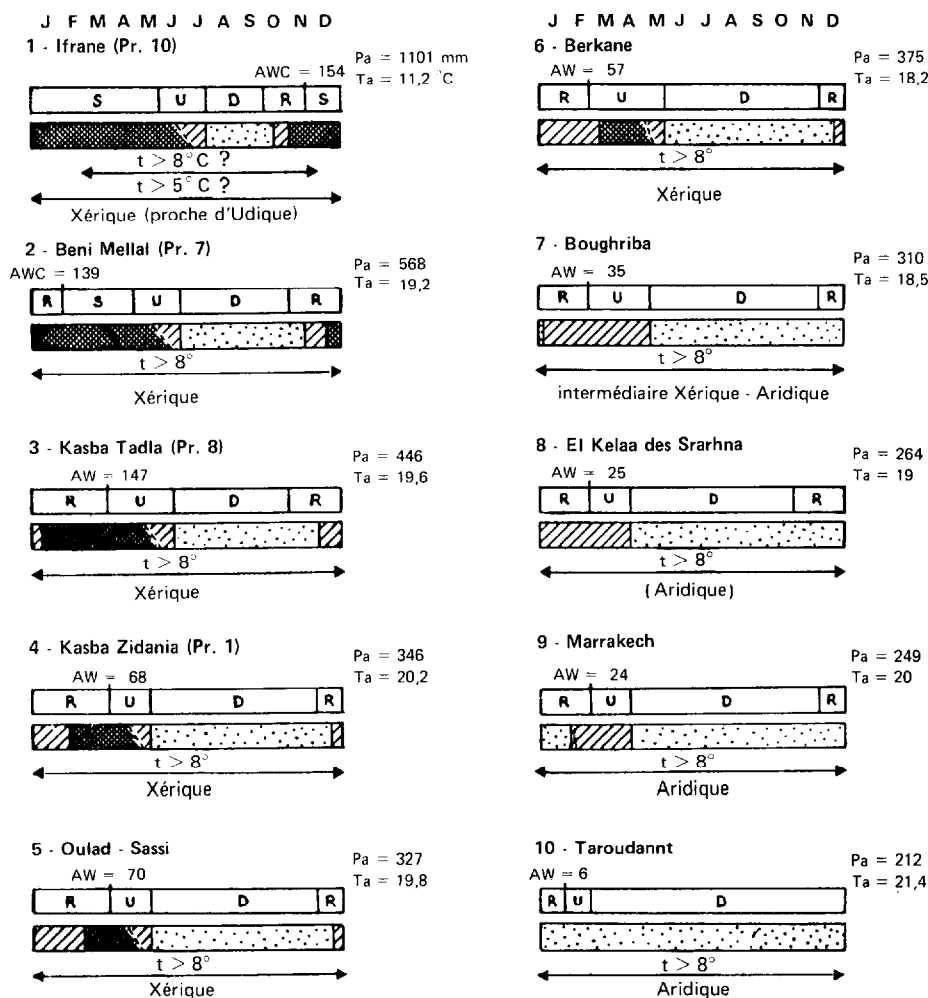 J F M A M J J A S O N D
1 - Ifrane (Pr. 10)
Pa = 1101 mm
Ta = 11,2 °C
AWC = 154
S U D R S
t > 8° C ?
t > 5° C ?
Xérique (proche d'Udique)
2 - Beni Mellal (Pr. 7)
Pa = 568
Ta = 19,2
AWC = 139
R S U D R
t > 8°
Xérique
3 - Kasba Tadla (Pr. 8)
Pa = 446
Ta = 19,6
AW = 147
R U D R
t > 8°
Xérique
4 - Kasba Zidania (Pr. 1)
Pa = 346
Ta = 20,2
AW = 68
R U D R
t > 8°
Xérique
5 - Oulad - Sassi
Pa = 327
Ta = 19,8
AW = 70
R U D R
t > 8°
Xérique
J F M A M J J A S O N D
6 - Berkane
Pa = 375
Ta = 18,2
AW = 57
R U D R
t > 8°
Xérique
7 - Boughriba
Pa = 310
Ta = 18,5
AW = 35
R U D R
t > 8°
intermédiaire Xérique - Aridique
8 - El Kelaa des Srarhna
Pa = 264
Ta = 19
AW = 25
R U D R
t > 8°
(Aridique)
9 - Marrakech
Pa = 249
Ta = 20
AW = 24
R U D R
t > 8°
Aridique
10 - Taroudannt
Pa = 212
Ta = 21,4
AW = 6
R U D
t > 8°
Aridique